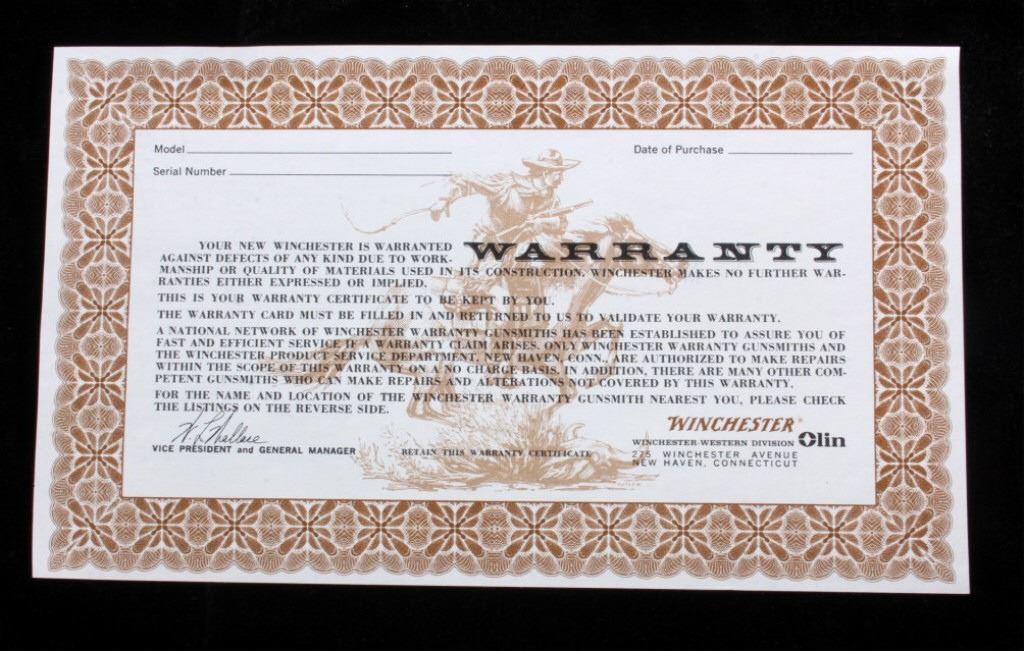 Model
Date of Purchase
Serial Number
WARRANTY
YOUR NEW WINCHESTER IS WARRANTED
AGAINST DEFECTS OF ANY KIND DUE TO WORK-
MANSHIP OR QUALITY OF MATERIALS USED IN ITS CONSTRUCTION. WINCHESTER MAKES NO FURTHER WAR-
RANTIES EITHER EXPRESSED OR IMPLIED.
THIS IS YOUR WARRANTY CERTIFICATE TO BE KEPT BY YOU.
THE WARRANTY CARD MUST BE FILLED IN AND RETURNED TO US TO VALIDATE YOUR WARRANTY.
A NATIONAL NETWORK OF WINCHESTER WARRANTY GUNSMITHS HAS BEEN ESTABLISHED TO ASSURE YOU OF
FAST AND EFFICIENT SERVICE IF A WARRANTY CLAIM ARISES. ONLY WINCHESTER WARRANTY GUNSMITHS AND
THE WINCHESTER PRODUCT SERVICE DEPARTMENT, NEW HAVEN, CONN., ARE AUTHORIZED TO MAKE REPAIRS
WITHIN THE SCOPE OF THIS WARRANTY ON A NO CHARGE BASIS. IN ADDITION, THERE ARE MANY OTHER COM-
PETENT GUNSMITHS WHO CAN MAKE REPAIRS AND ALTERATIONS NOT COVERED BY THIS WARRANTY.
FOR THE NAME AND LOCATION OF THE WINCHESTER WARRANTY GUNSMITH NEAREST YOU, PLEASE CHECK
THE LISTINGS ON THE REVERSE SIDE.
VICE PRESIDENT and GENERAL MANAGER
RETAIN THIS WARRANTY CERTIFICATE
WINCHESTER®
WINCHESTER-WESTERN DIVISION Olin
275 WINCHESTER AVENUE
NEW HAVEN, CONNECTICUT